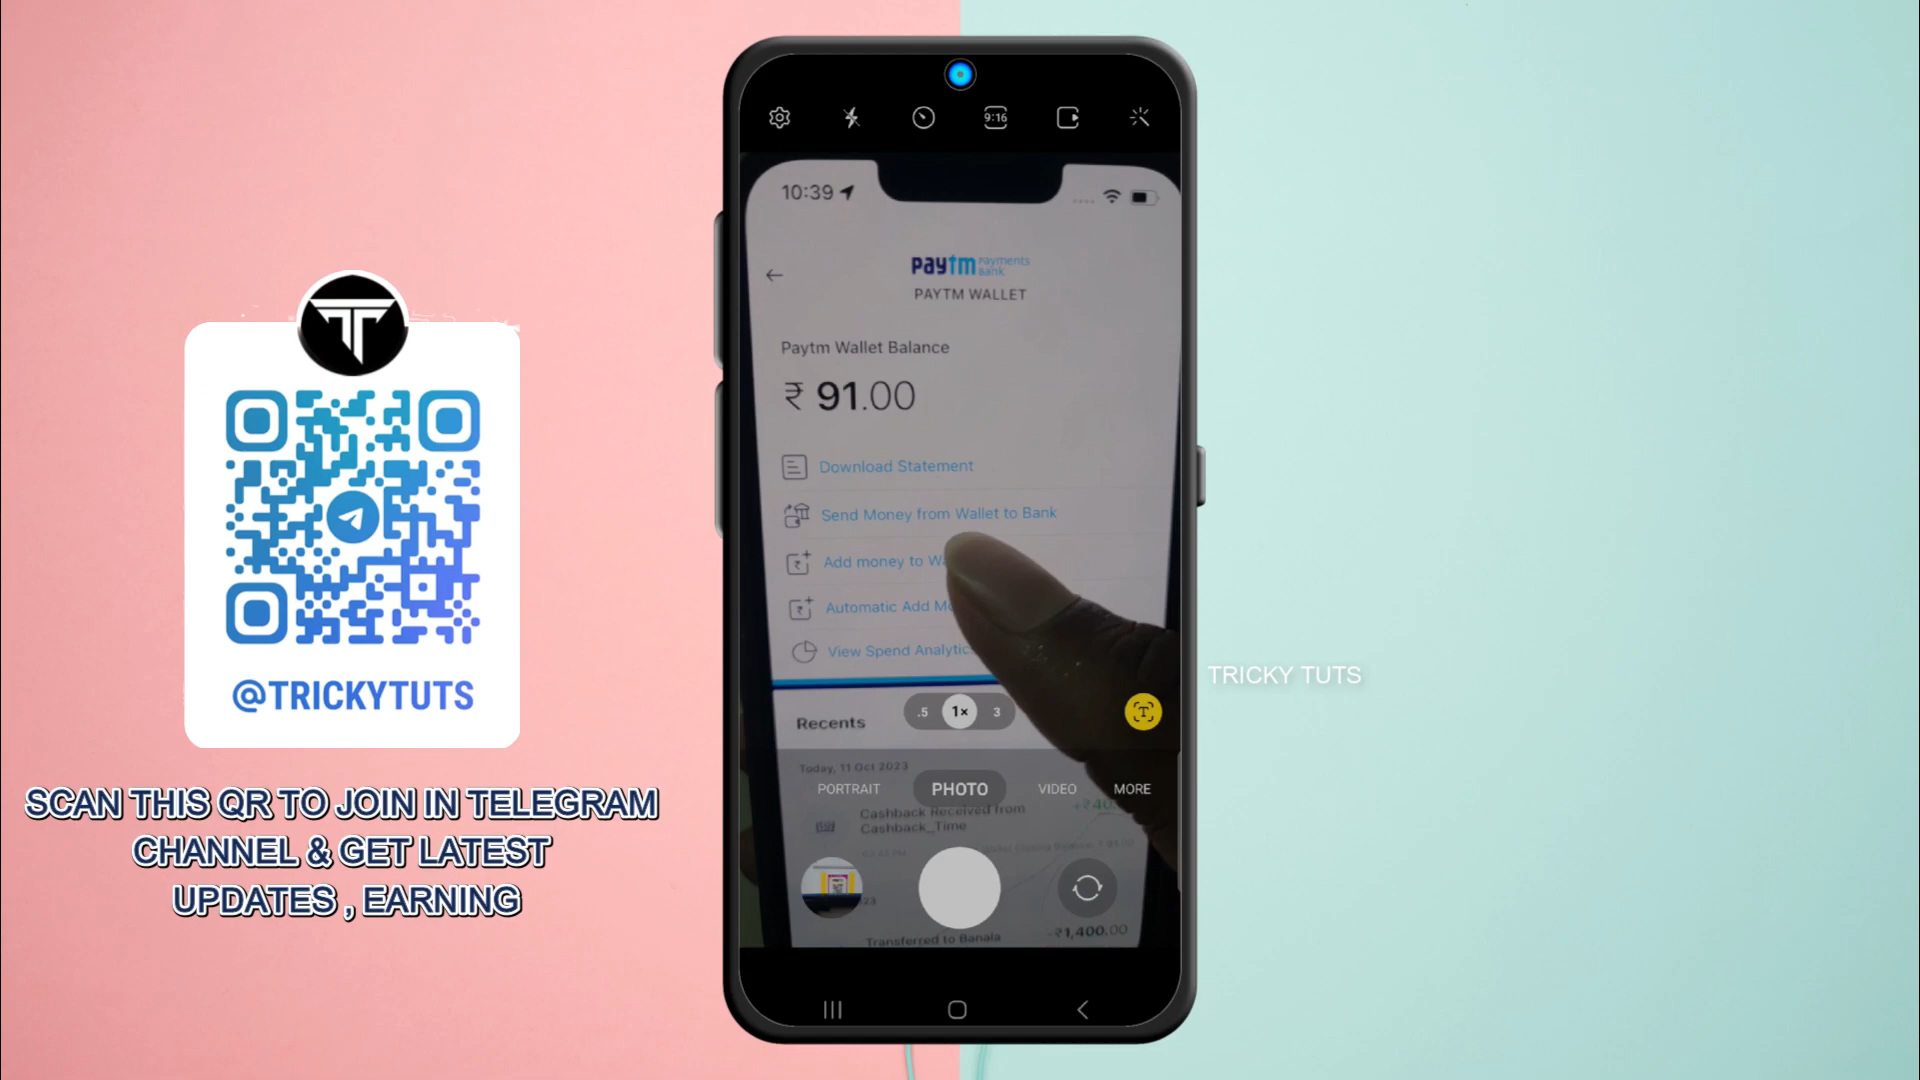 @TRICKYTUTS
SCAN THIS QR TO JOIN IN TELEGRAM
CHANNEL & GET LATEST
UPDATES , EARNING
9:16
10:39
paytm payments
bank
PAYTM WALLET
Paytm Wallet Balance
₹ 91.00
Download Statement
Send Money from Wallet to Bank
Add money to
Automatic Add
View Spend
Recents
.5 1× 3
T
Today, 11 Oct 2023
PORTRAIT PHOTO VIDEO MORE
Cashback Received from
Cashback_Time
Transferred to Banala
-₹1,400.00
TRICKY TUTS